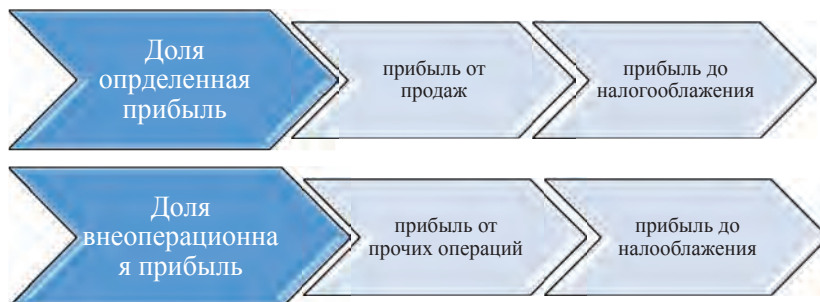 Доля
опрделенная
прибыль
прибыль от
продаж
прибыль до
налогооблажения
Доля
внеоперационна
я прибыль
прибыль от
прочих операций
прибыль до
налооблажения